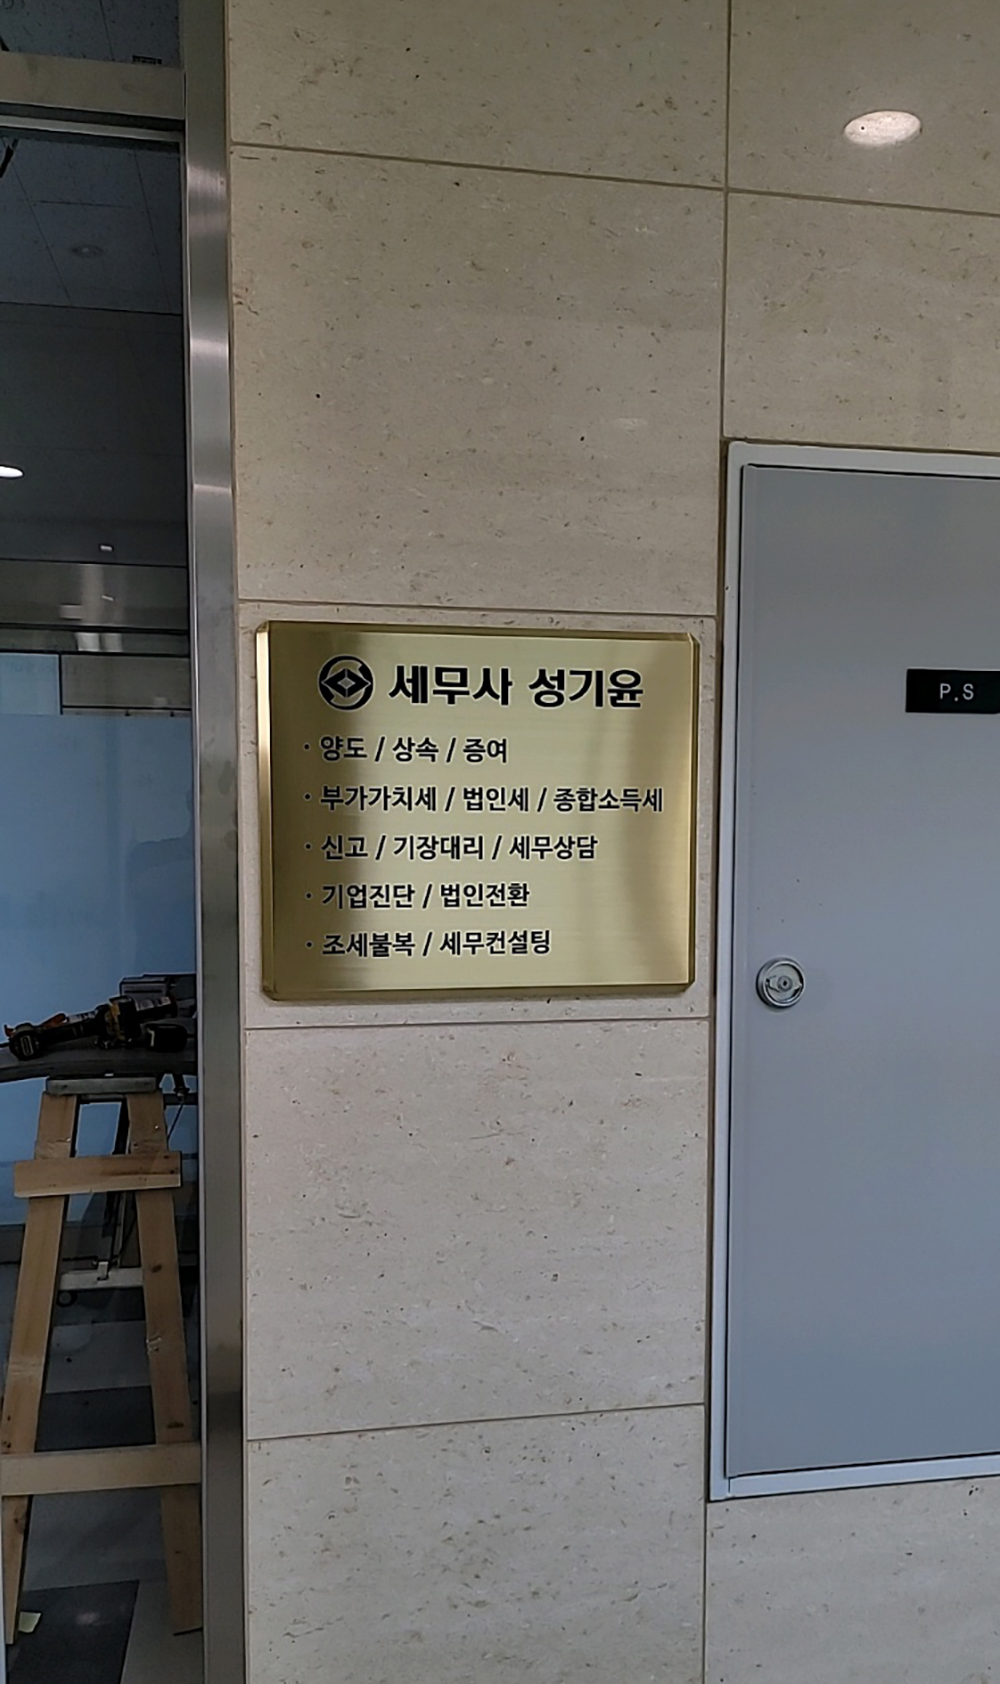 세무사 성기윤
· 양도 / 상속 / 증여
· 부가가치세 / 법인세 / 종합소득세
· 신고 / 기장대리 / 세무상담
· 기업진단 / 법인전환
· 조세불복 / 세무컨설팅
P.S